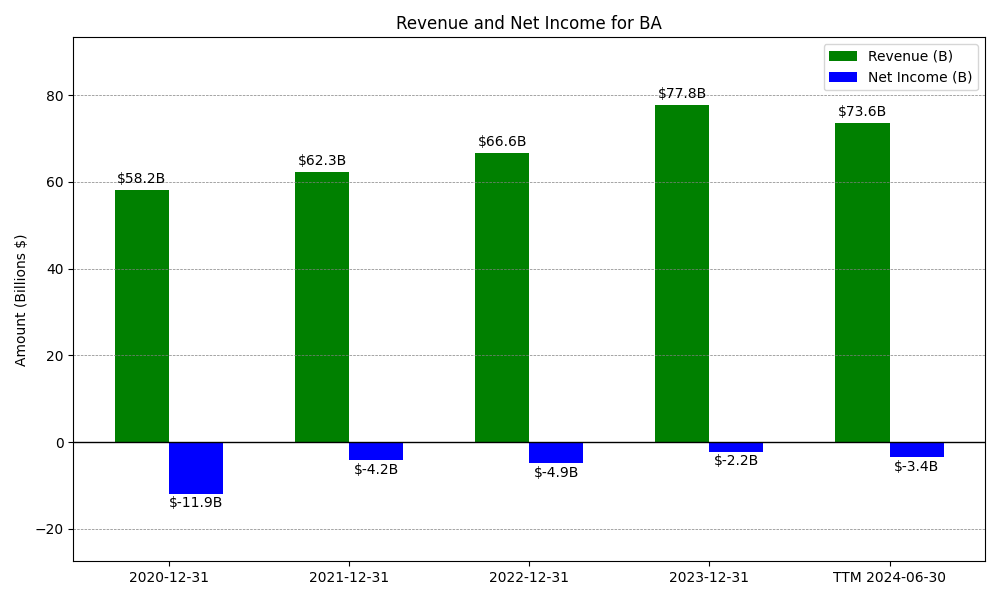 Revenue and Net Income for BA
Revenue (B)
Net Income (B)
Amount (Billions $)
80
60
40
20
0
−20
$58.2B
$62.3B
$66.6B
$77.8B
$73.6B
$-11.9B
$-4.2B
$-4.9B
$-2.2B
$-3.4B
2020-12-31
2021-12-31
2022-12-31
2023-12-31
TTM 2024-06-30